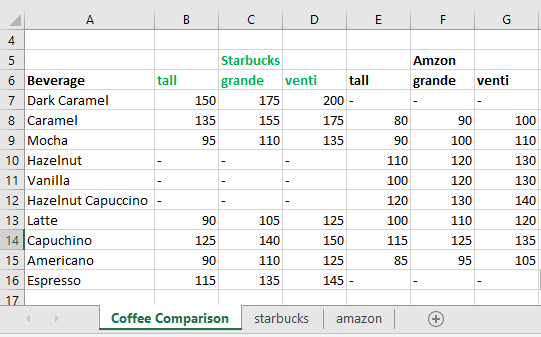 A B C D E F G
4
5 Starbucks Amzon
6 Beverage tall grande venti tall grande venti
7 Dark Caramel 150 175 200 - - -
8 Caramel 135 155 175 80 90 100
9 Mocha 95 110 135 90 100 110
10 Hazelnut - - - 110 120 130
11 Vanilla - - - 100 120 130
12 Hazelnut Capuccino - - - 120 130 140
13 Latte 90 105 125 100 110 120
14 Capuchino 125 140 150 115 125 135
15 Americano 90 110 125 85 95 105
16 Espresso 115 135 145 - - -
17
Coffee Comparison starbucks amazon